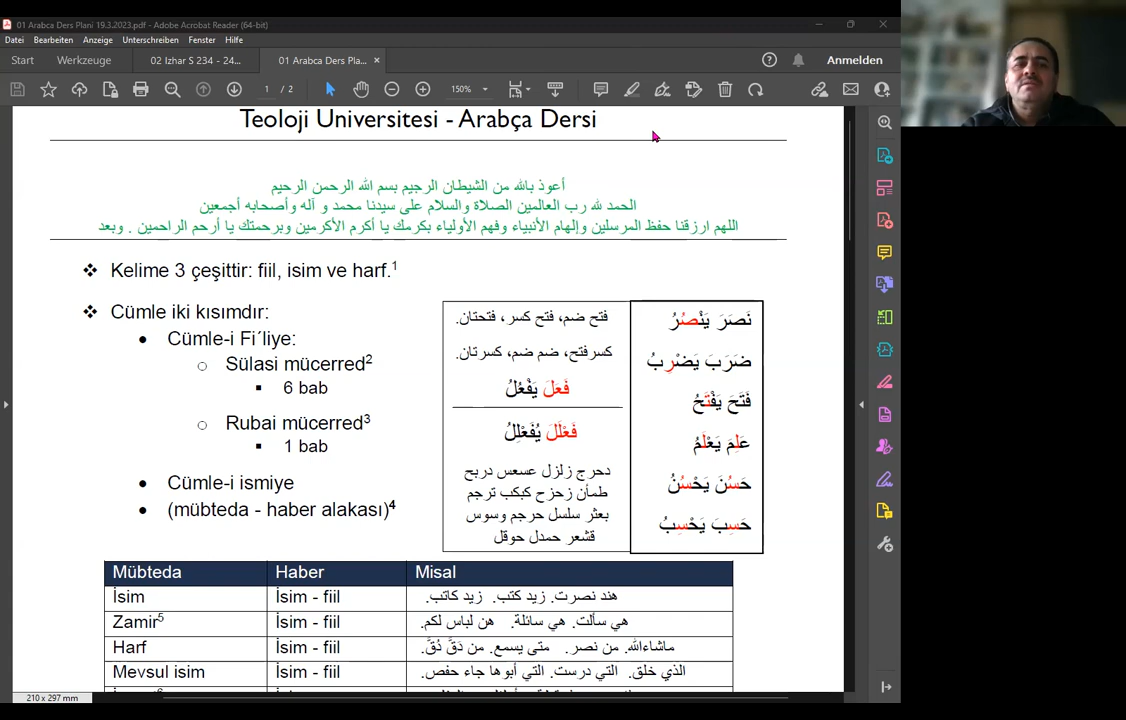 01 Arabca Ders Plani 19.3.2023.pdf - Adobe Acrobat Reader (64-bit)
Datei Bearbeiten Anzeige Unterschreiben Fenster Hilfe
Start Werkzeuge 02 Izhar S 234 - 24... 01 Arabca Ders Pla... × Anmelden
1 / 2 150%
Teoloji Universitesi - Arabça Dersi
أعوذ بالله من الشيطان الرجيم بسم الله الرحمن الرحيم
الحمد لله رب العالمين الصلاة والسلام على سيدنا محمد و آله وأصحابه أجمعين
اللهم ارزقنا حفظ المرسلين وإلهام الأنبياء وفهم الأولياء بكرمك يا أكرم الأكرمين وبرحمتك يا أرحم الراحمين . وبعد
❖ Kelime 3 çeşittir: fiil, isim ve harf.1
❖ Cümle iki kısımdır:
• Cümle-i Fi´liye:
○ Sülasi mücerred2
▪ 6 bab
○ Rubai mücerred3
▪ 1 bab
• Cümle-i ismiye
• (mübteda - haber alakası)4
فتح ضم، فتح كسر، فتحتان.
كسرفتح، ضم ضم، كسرتان.
فَعَلَ يَفْعُلُ
فَعْلَلَ يُفَعْلِلُ
دحرج زلزل عسعس دربح
طمأن زحزح كبكب ترجم
بعثر سلسل حرجم وسوس
قشعر حمدل حوقل
نَصَرَ يَنْصُرُ
ضَرَبَ يَضْرِبُ
فَتَحَ يَفْتَحُ
عَلِمَ يَعْلَمُ
حَسُنَ يَحْسُنُ
حَسِبَ يَحْسِبُ
Mübteda Haber Misal
İsim İsim - fiil هند نصرت. زيد كتب. زيد كاتب.
Zamir5 İsim - fiil هي سألت. هي سائلة. هن لباس لكم.
Harf İsim - fiil ماشاءالله. من نصر. متى يسمع. من دَقَّ دُقَّ.
Mevsul isim İsim - fiil الذي خلق. التي درست. التي أبوها جاء حفص.
210 x 297 mm